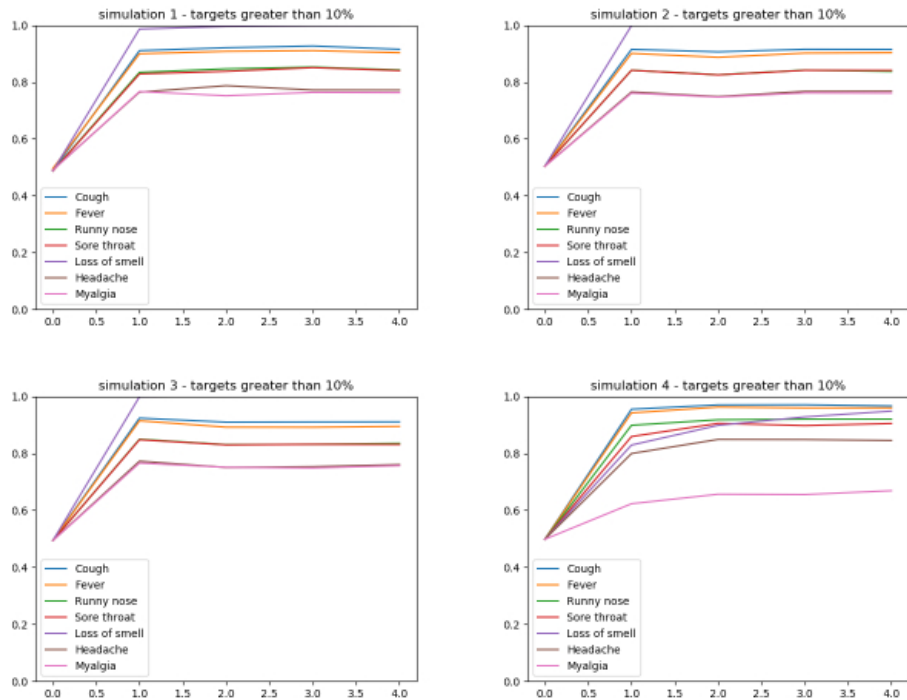 simulation 1 - targets greater than 10%
1.0
0.8
0.6
0.4
0.2
0.0
Cough
Fever
Runny nose
Sore throat
Loss of smell
Headache
Myalgia
0.0 0.5 1.0 1.5 2.0 2.5 3.0 3.5 4.0
simulation 2 - targets greater than 10%
1.0
0.8
0.6
0.4
0.2
0.0
Cough
Fever
Runny nose
Sore throat
Loss of smell
Headache
Myalgia
0.0 0.5 1.0 1.5 2.0 2.5 3.0 3.5 4.0
simulation 3 - targets greater than 10%
1.0
0.8
0.6
0.4
0.2
0.0
Cough
Fever
Runny nose
Sore throat
Loss of smell
Headache
Myalgia
0.0 0.5 1.0 1.5 2.0 2.5 3.0 3.5 4.0
simulation 4 - targets greater than 10%
1.0
0.8
0.6
0.4
0.2
0.0
Cough
Fever
Runny nose
Sore throat
Loss of smell
Headache
Myalgia
0.0 0.5 1.0 1.5 2.0 2.5 3.0 3.5 4.0